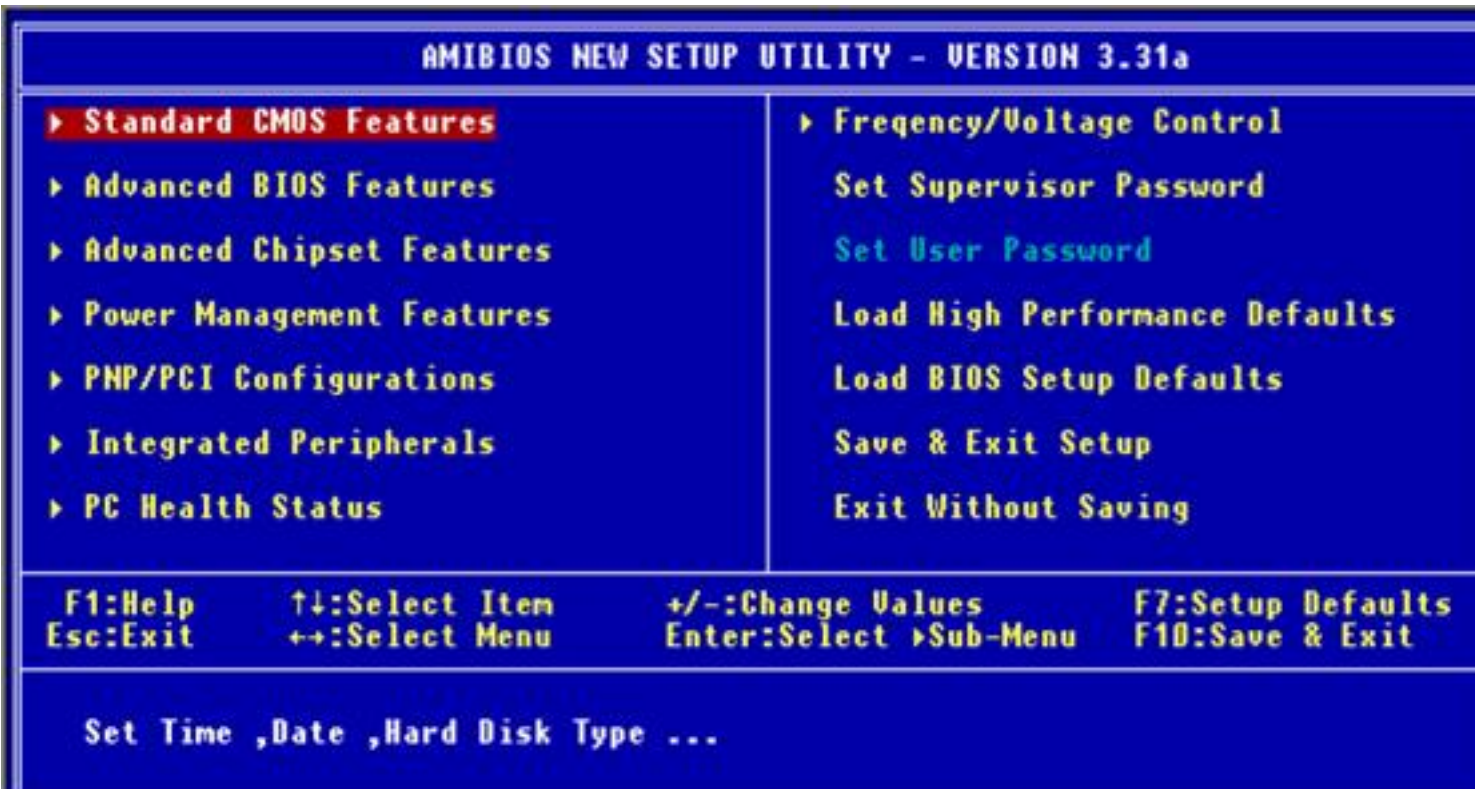 AMIBIOS NEW SETUP UTILITY - VERSION 3.31a
▸ Standard CMOS Features
▸ Advanced BIOS Features
▸ Advanced Chipset Features
▸ Power Management Features
▸ PNP/PCI Configurations
▸ Integrated Peripherals
▸ PC Health Status
▸ Freqency/Voltage Control
Set Supervisor Password
Set User Password
Load High Performance Defaults
Load BIOS Setup Defaults
Save & Exit Setup
Exit Without Saving
F1:Help ↑↓:Select Item +/-:Change Values F7:Setup Defaults
Esc:Exit ←→:Select Menu Enter:Select ▸Sub-Menu F10:Save & Exit
Set Time ,Date ,Hard Disk Type ...